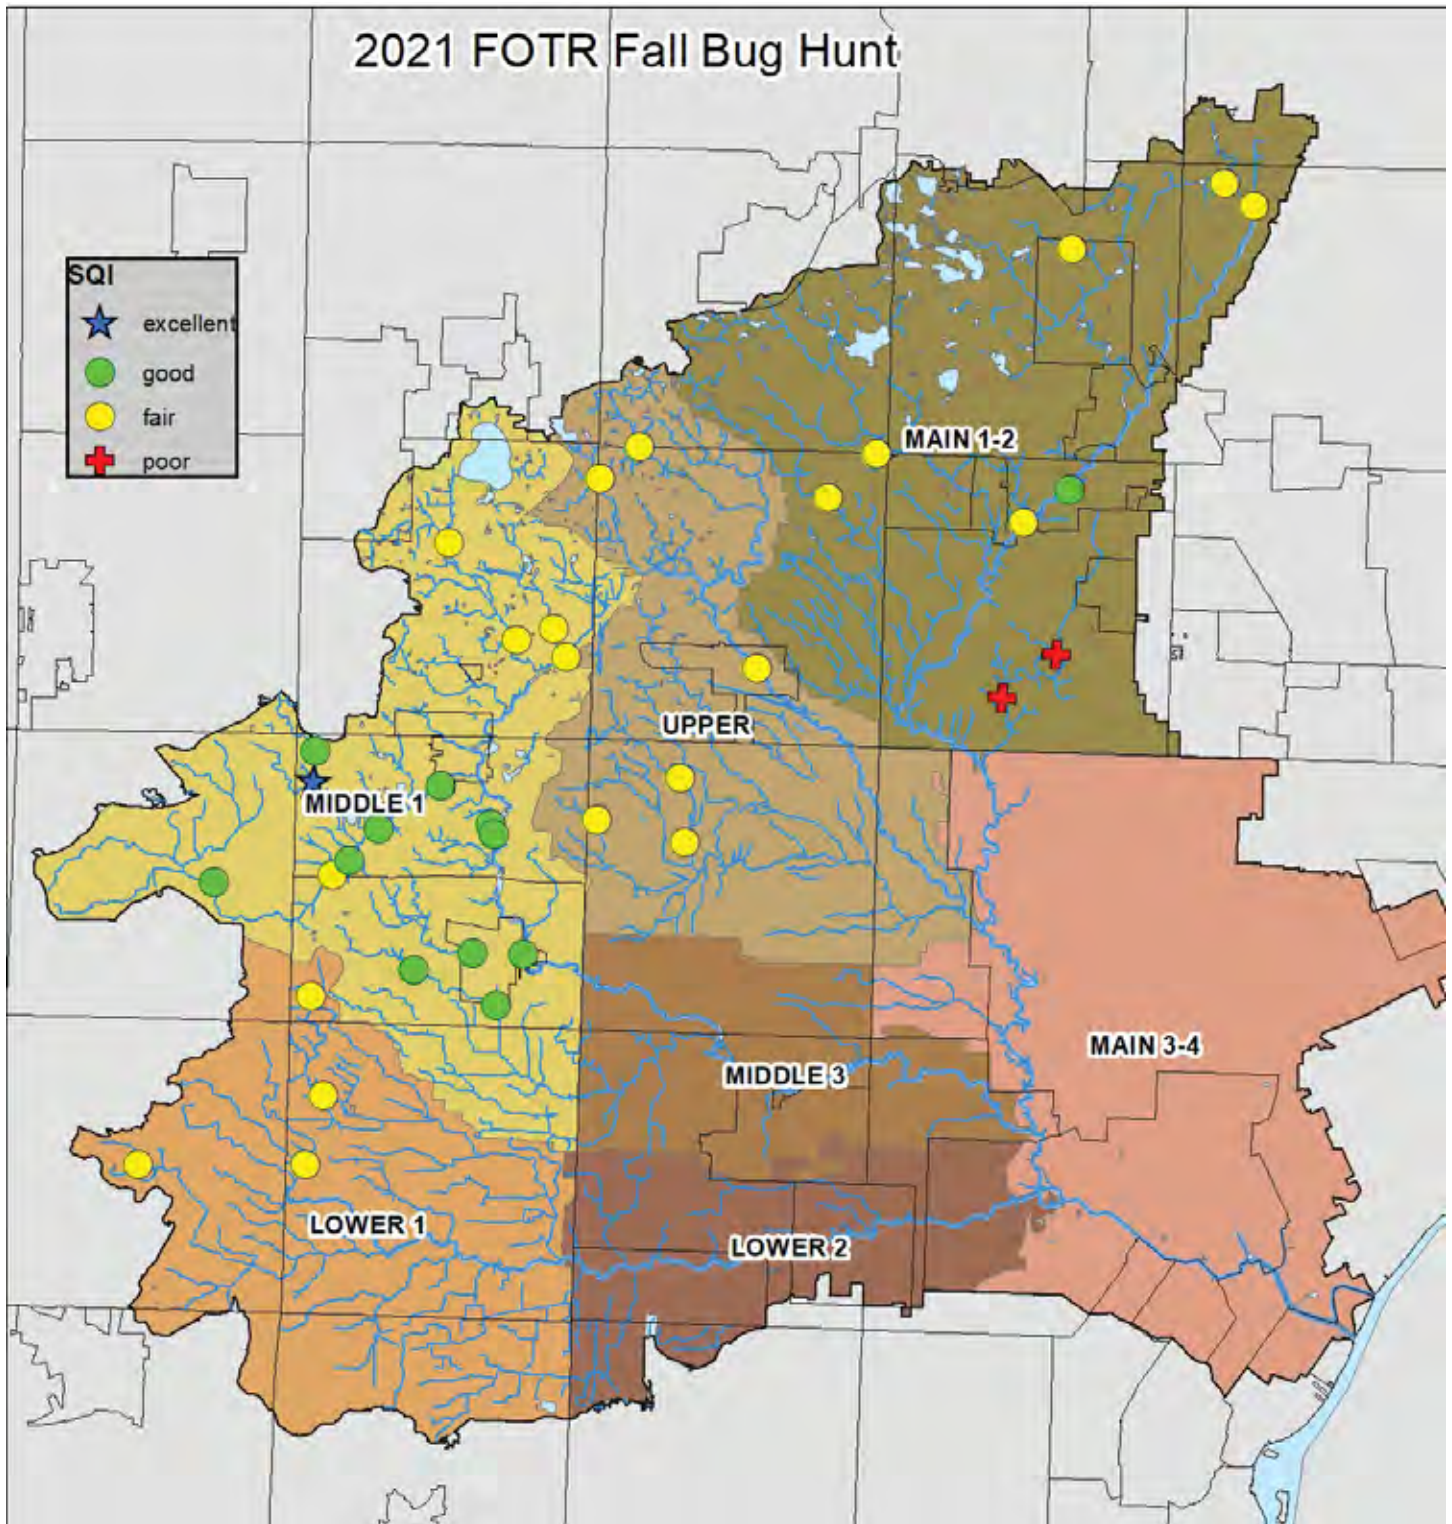 2021 FOTR Fall Bug Hunt
SQI
excellent
good
fair
poor
MAIN 1-2
UPPER
MIDDLE 1
MAIN 3-4
MIDDLE 3
LOWER 1
LOWER 2